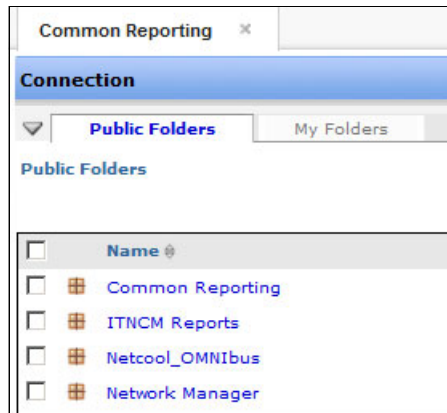 Common Reporting
Connection
Public Folders My Folders
Public Folders
Name
Common Reporting
ITNCM Reports
Netcool_OMNIbus
Network Manager